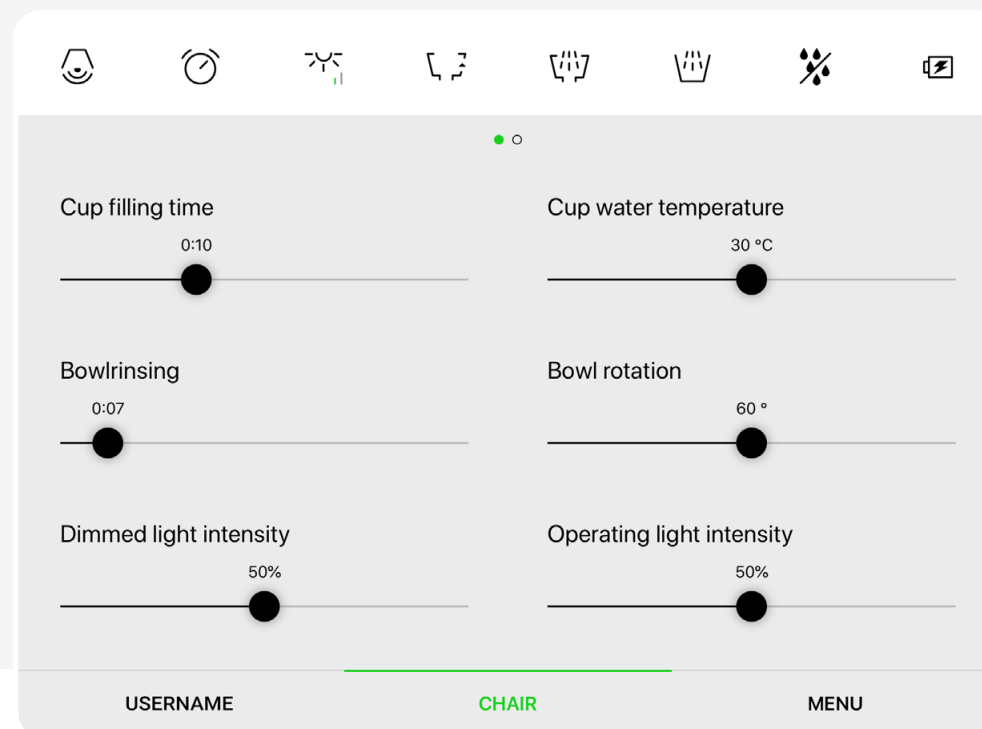 Cup filling time
0:10
Cup water temperature
30 °C
Bowlrinsing
0:07
Bowl rotation
60 °
Dimmed light intensity
50%
Operating light intensity
50%
USERNAME
CHAIR
MENU